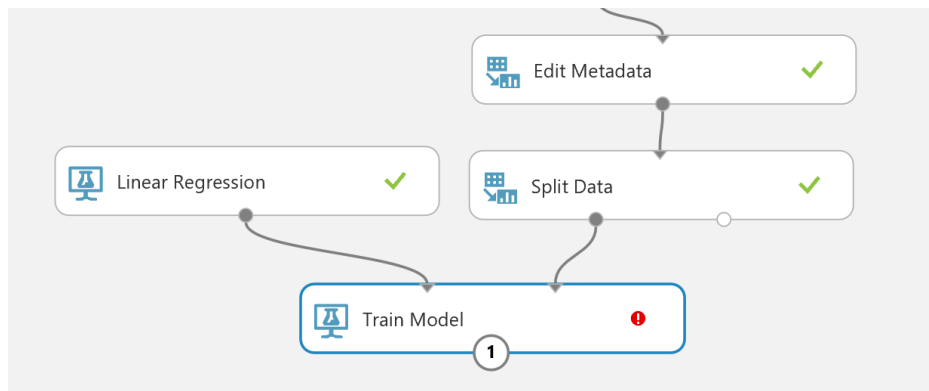 Edit Metadata
Linear Regression
Split Data
Train Model
1